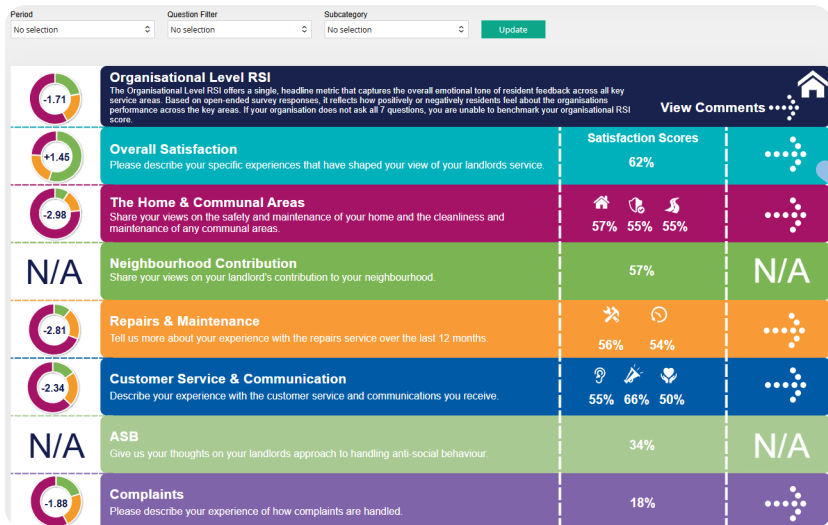 Period Question Filter Subcategory
No selection No selection No selection Update
-1.71
Organisational Level RSI
The Organisational Level RSI offers a single, headline metric that captures the overall emotional tone of resident feedback across all key
service areas. Based on open-ended survey responses, it reflects how positively or negatively residents feel about the organisations
performance across the key areas. If your organisation does not ask all 7 questions, you are unable to benchmark your organisational RSI
score.
View Comments
+1.45
Overall Satisfaction
Please describe your specific experiences that have shaped your view of your landlords service.
Satisfaction Scores
62%
-2.98
The Home & Communal Areas
Share your views on the safety and maintenance of your home and the cleanliness and
maintenance of any communal areas.
57% 55% 55%
N/A
Neighbourhood Contribution
Share your views on your landlord's contribution to your neighbourhood.
57%
N/A
-2.81
Repairs & Maintenance
Tell us more about your experience with the repairs service over the last 12 months.
56% 54%
-2.34
Customer Service & Communication
Describe your experience with the customer service and communications you receive.
55% 66% 50%
N/A
ASB
Give us your thoughts on your landlords approach to handling anti-social behaviour.
34%
N/A
-1.88
Complaints
Please describe your experience of how complaints are handled.
18%